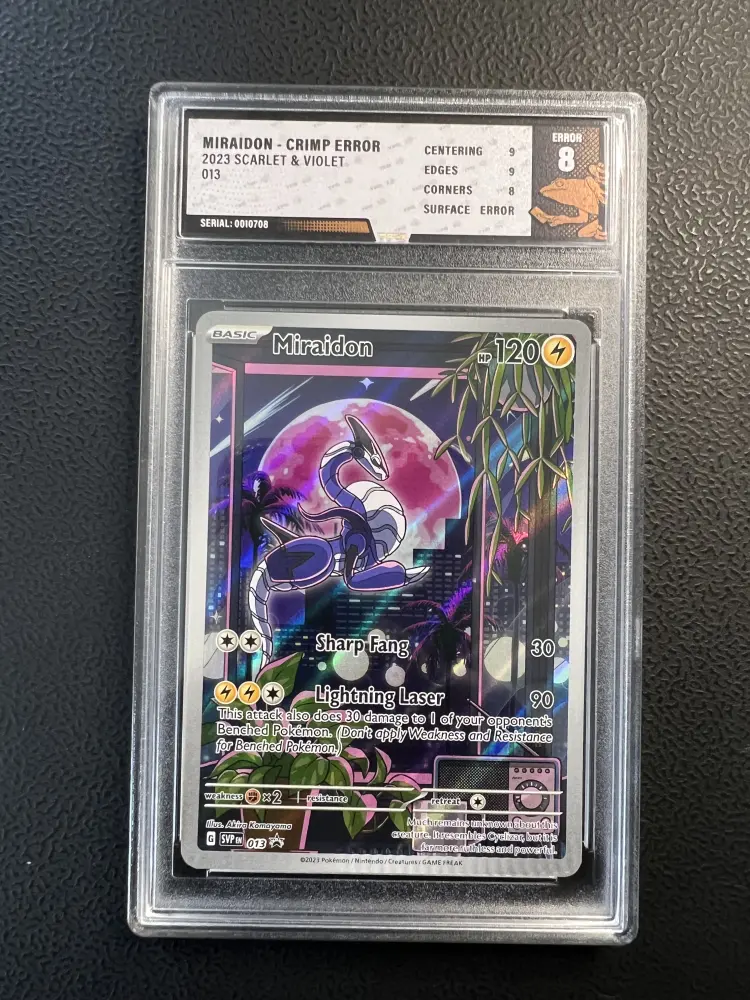 MIRAIDON - CRIMP ERROR
2023 SCARLET & VIOLET
013
SERIAL: 0010708
CENTERING 9
EDGES 9
CORNERS 8
SURFACE ERROR
ERROR
8
BASIC
Miraidon
HP 120
Sharp Fang 30
Lightning Laser 90
This attack also does 30 damage to 1 of your opponent's
Benched Pokémon. (Don't apply Weakness and Resistance
for Benched Pokémon.)
weakness ×2 resistance retreat
Illus. Akira Komayama
G SVP EN 013
Much remains unknown about this
creature. It resembles Cyclizar, but it is
far more ruthless and powerful.
©2023 Pokémon / Nintendo / Creatures / GAME FREAK